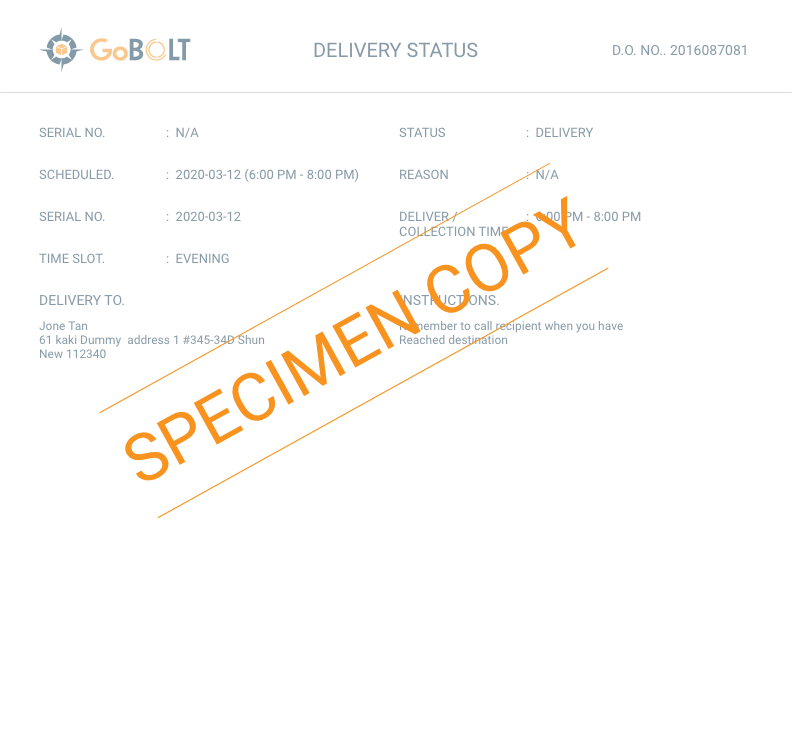 GoBOLT
DELIVERY STATUS
D.O. NO.. 2016087081
SERIAL NO. : N/A
STATUS : DELIVERY
SCHEDULED. : 2020-03-12 (6:00 PM - 8:00 PM)
REASON : N/A
SERIAL NO. : 2020-03-12
DELIVER / : 6:00 PM - 8:00 PM
COLLECTION TIME
TIME SLOT. : EVENING
DELIVERY TO.
INSTRUCTIONS.
Jone Tan
61 kaki Dummy address 1 #345-34D Shun
New 112340
Remember to call recipient when you have
Reached destination
SPECIMEN COPY